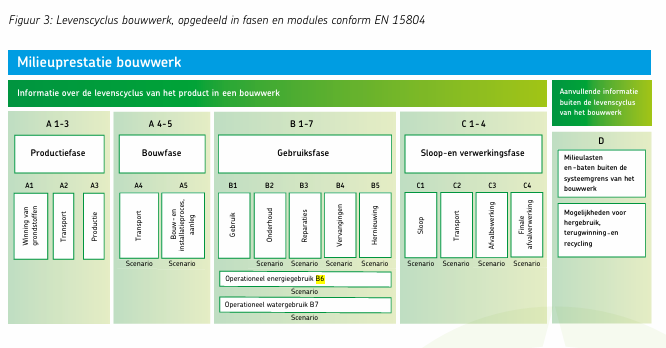 Figuur 3: Levenscyclus bouwwerk, opgedeeld in fasen en modules conform EN 15804
Milieuprestatie bouwwerk
Informatie over de levenscyclus van het product in een bouwwerk
Aanvullende informatie
buiten de levenscyclus
van het bouwwerk
A 1-3
Productiefase
A1
A2
A3
Winning van
grondstoffen
Transport
Productie
A 4-5
Bouwfase
A4
A5
Transport
Bouw- en
installatieproces,
aanleg
Scenario
Scenario
B 1-7
Gebruiksfase
B1
B2
B3
B4
B5
Gebruik
Onderhoud
Reparaties
Vervangingen
Hernieuwing
Scenario
Scenario
Scenario
Scenario
Operationeel energiegebruik B6
Scenario
Operationeel watergebruik B7
Scenario
C 1-4
Sloop-en verwerkingsfase
C1
C2
C3
C4
Sloop
Transport
Afvalbewerking
Finale
afvalverwerking
Scenario
Scenario
Scenario
Scenario
D
Milieulasten
en-baten buiten de
systeemgrens van het
bouwwerk
Mogelijkheden voor
hergebruik,
terugwinning-en
recycling